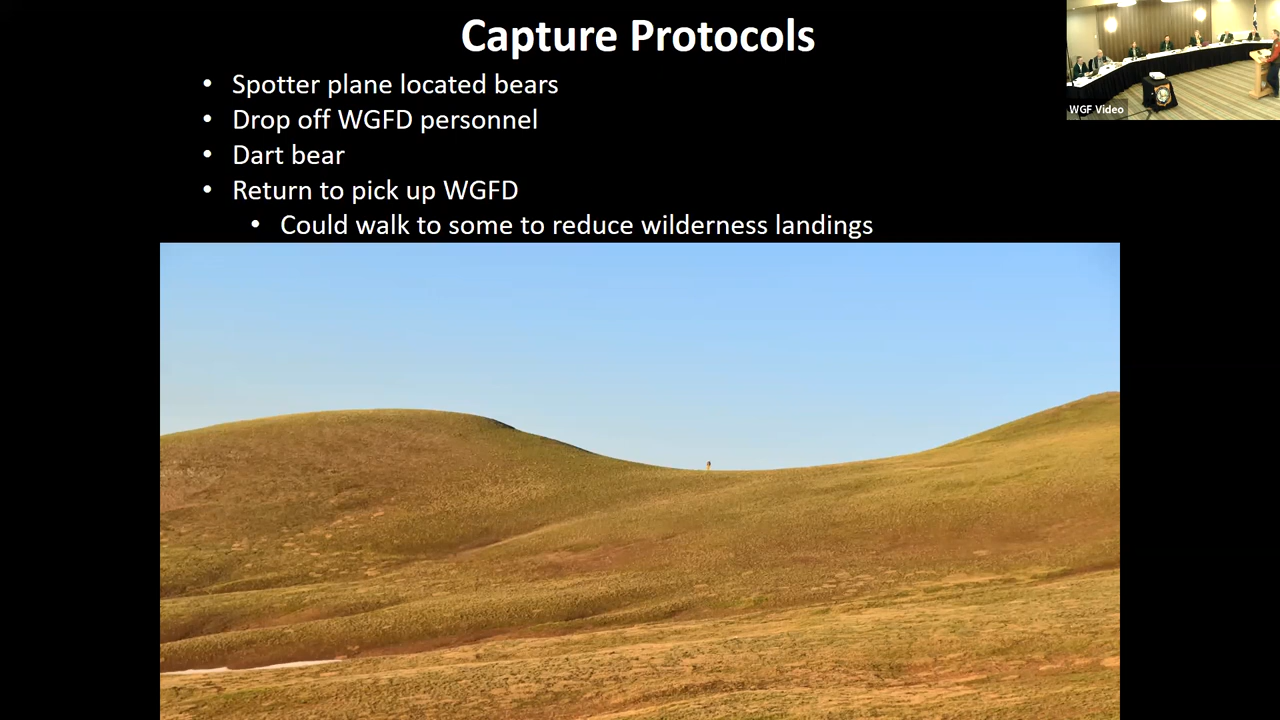 Capture Protocols
• Spotter plane located bears
• Drop off WGFD personnel
• Dart bear
• Return to pick up WGFD
• Could walk to some to reduce wilderness landings
WGF Video